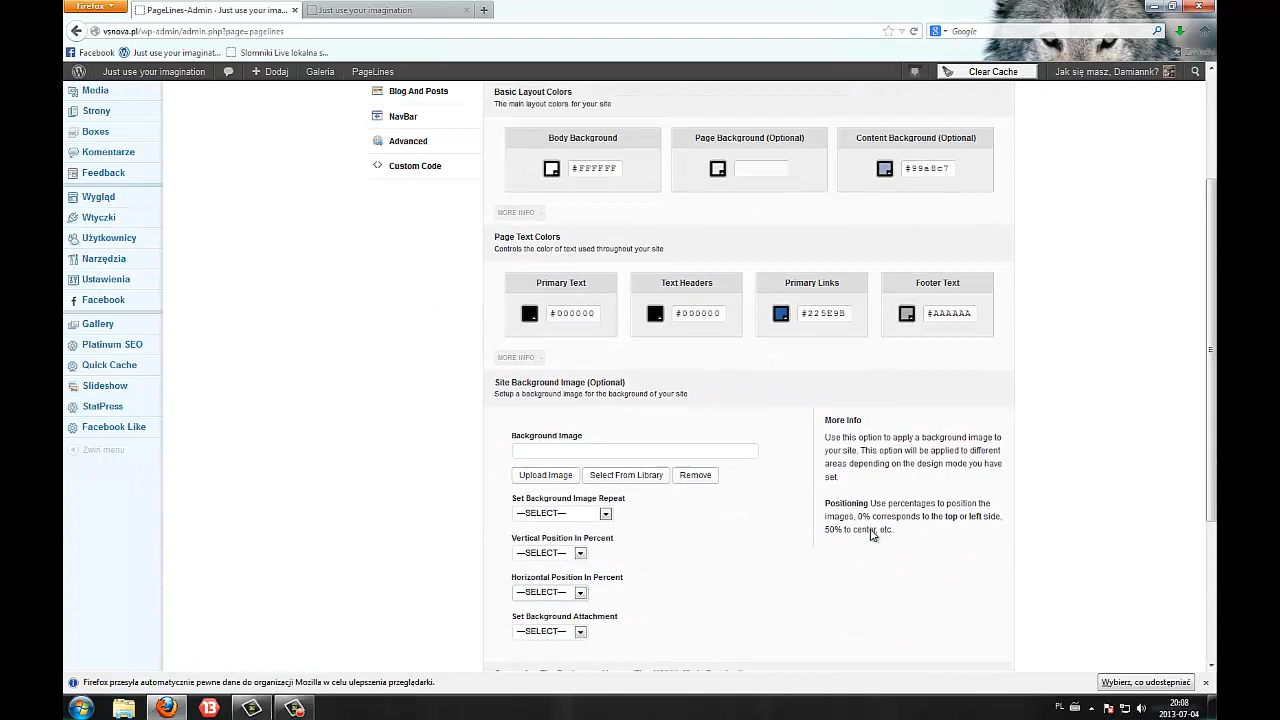 Firefox
PageLines-Admin - Just use your ima...
Just use your imagination
vsnova.pl/wp-admin/admin.php?page=pagelines
Google
Facebook
Just use your imaginat...
Slomniki Live lokalna s...
Just use your imagination
Dodaj
Galeria
PageLines
Clear Cache
Jak się masz, Damiannk?
Media
Strony
Boxes
Komentarze
Feedback
Wygląd
Wtyczki
Użytkownicy
Narzędzia
Ustawienia
Facebook
Gallery
Platinum SEO
Quick Cache
Slideshow
StatPress
Facebook Like
Zwiń menu
Blog And Posts
NavBar
Advanced
Custom Code
Basic Layout Colors
The main layout colors for your site
Body Background
Page Background (Optional)
Content Background (Optional)
#FFFFFF
#99a8c7
MORE INFO
Page Text Colors
Controls the color of text used throughout your site
Primary Text
Text Headers
Primary Links
Footer Text
#000000
#000000
#225E9B
#AAAAAA
MORE INFO
Site Background Image (Optional)
Setup a background image for the background of your site
Background Image
Upload Image
Select From Library
Remove
Set Background Image Repeat
—SELECT—
Vertical Position In Percent
—SELECT—
Horizontal Position In Percent
—SELECT—
Set Background Attachment
—SELECT—
More Info
Use this option to apply a background image to
your site. This option will be applied to different
areas depending on the design mode you have
set.
Positioning Use percentages to position the
images, 0% corresponds to the top or left side,
50% to center, etc..
Firefox przesyła automatycznie pewne dane do organizacji Mozilla w celu ulepszenia przeglądarki.
Wybierz, co udostępniać
13
PL
20:08
2013-07-04